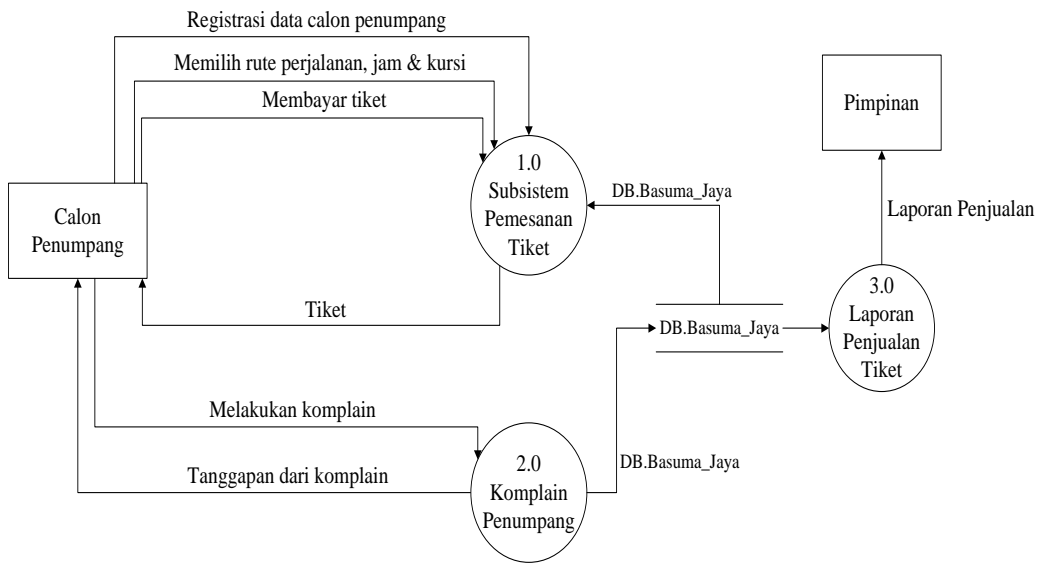 Registrasi data calon penumpang
Memilih rute perjalanan, jam & kursi
Membayar tiket
Pimpinan
1.0
Subsistem
Pemesanan
Tiket
DB.Basuma_Jaya
Calon
Penumpang
Laporan Penjualan
Tiket
DB.Basuma_Jaya
3.0
Laporan
Penjualan
Tiket
Melakukan komplain
Tanggapan dari komplain
2.0
Komplain
Penumpang
DB.Basuma_Jaya